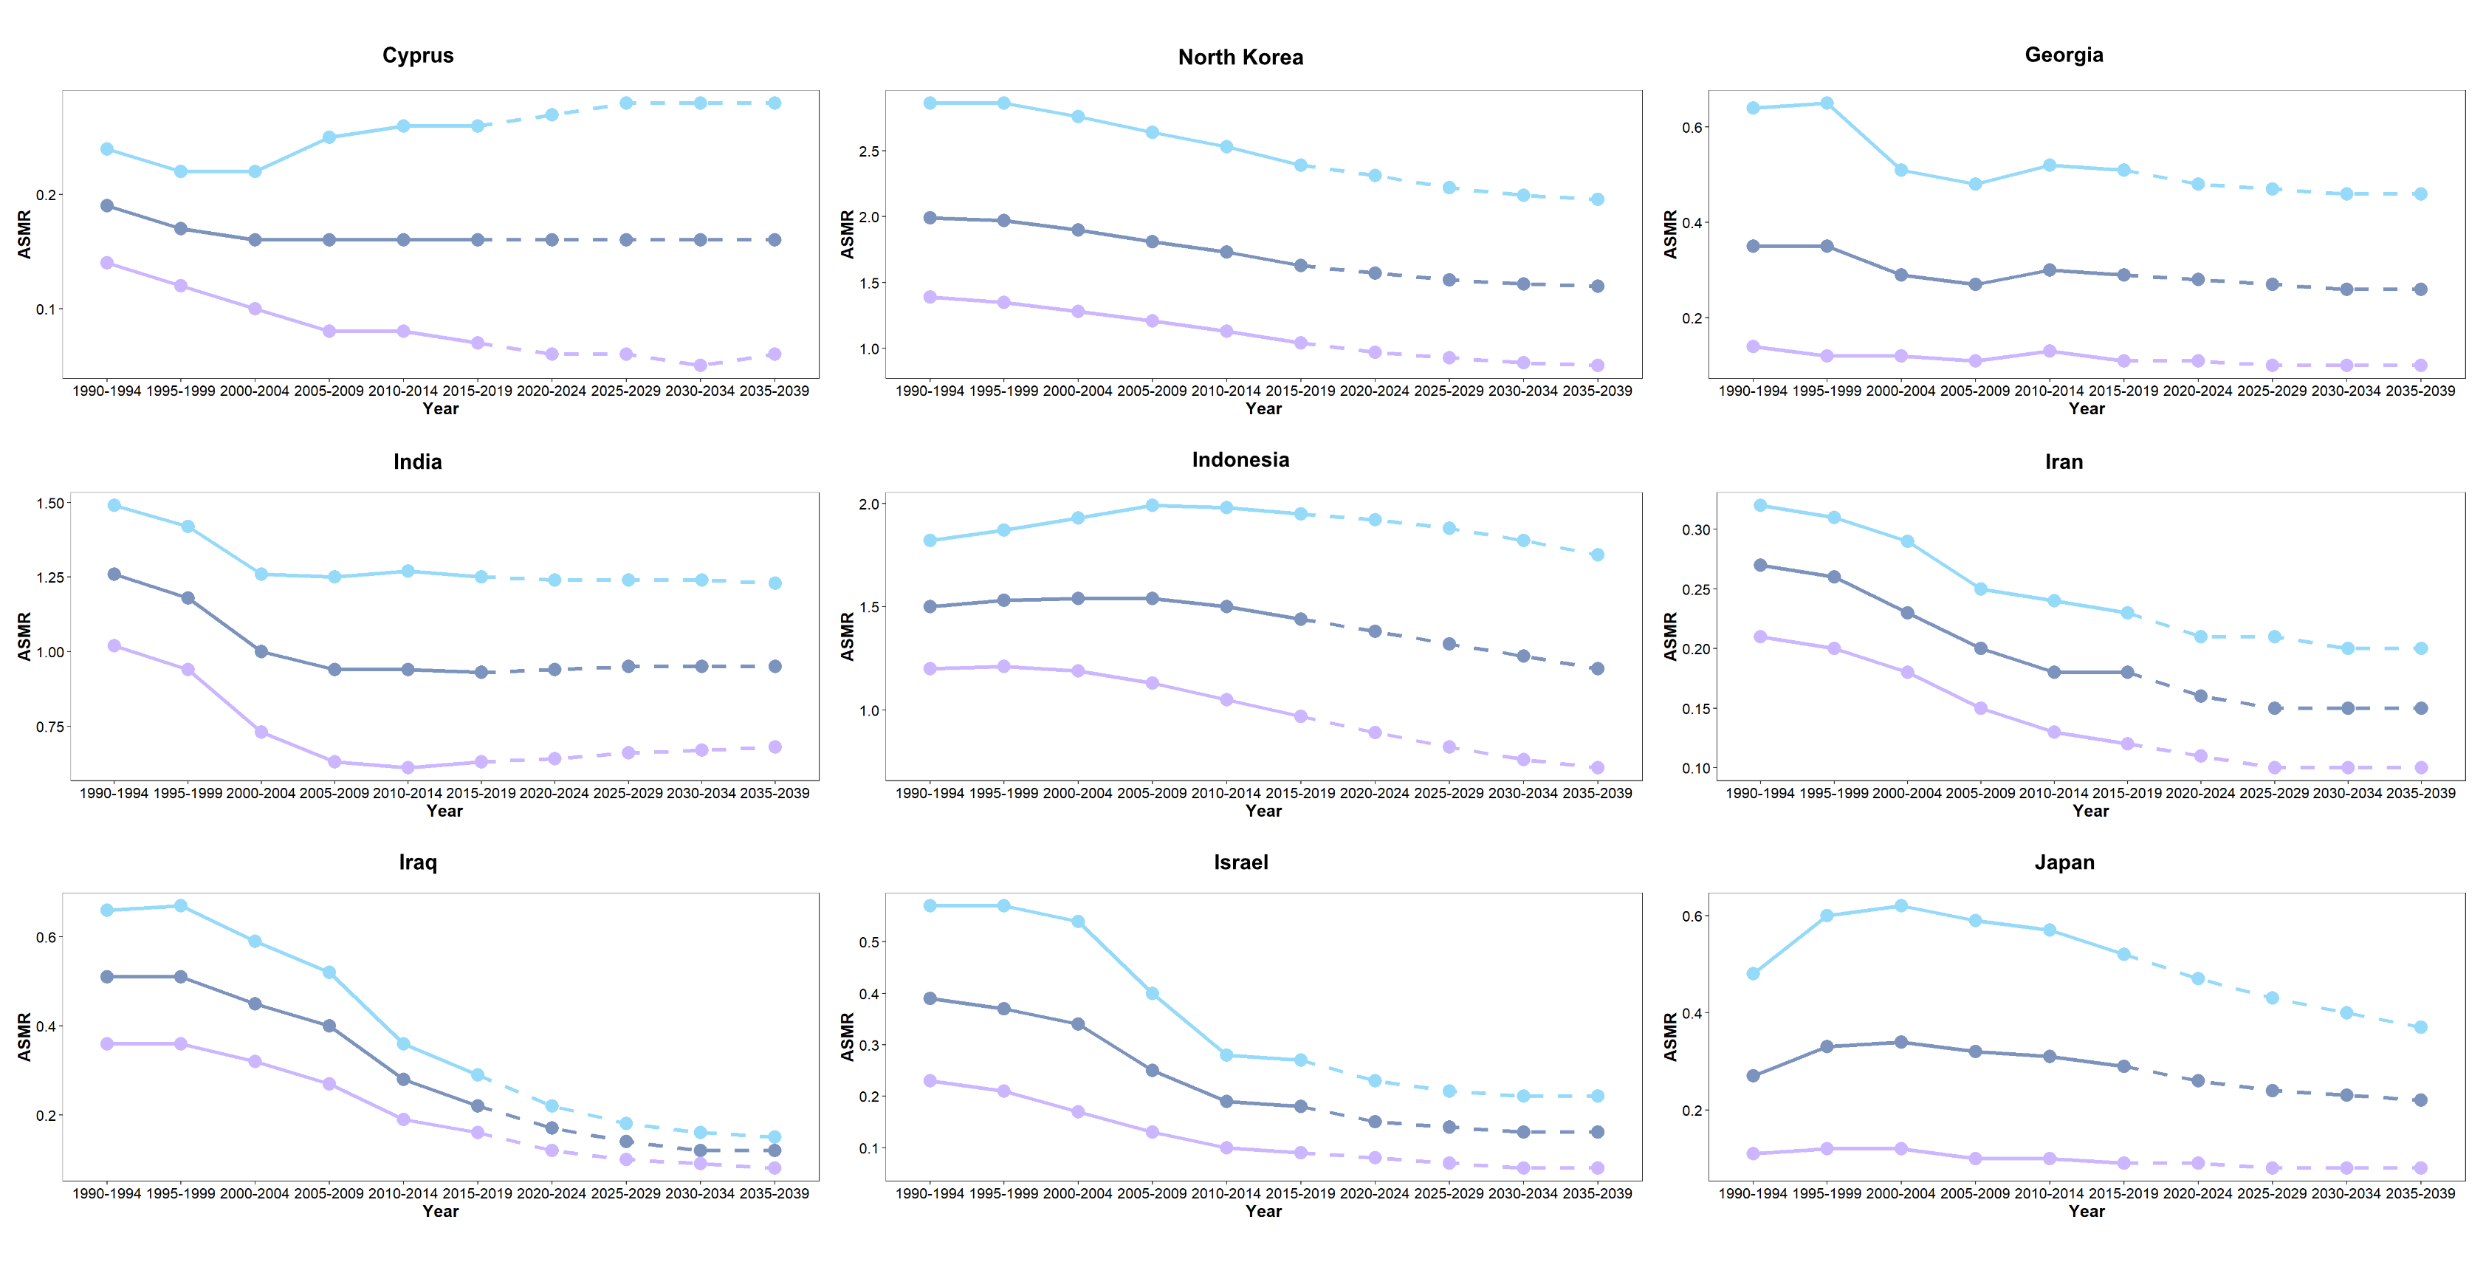 Cyprus
ASMR
0.2
0.1
1990-1994 1995-1999 2000-2004 2005-2009 2010-2014 2015-2019 2020-2024 2025-2029 2030-2034 2035-2039
Year
North Korea
ASMR
2.5
2.0
1.5
1.0
1990-1994 1995-1999 2000-2004 2005-2009 2010-2014 2015-2019 2020-2024 2025-2029 2030-2034 2035-2039
Year
Georgia
ASMR
0.6
0.4
0.2
1990-1994 1995-1999 2000-2004 2005-2009 2010-2014 2015-2019 2020-2024 2025-2029 2030-2034 2035-2039
Year
India
ASMR
1.50
1.25
1.00
0.75
1990-1994 1995-1999 2000-2004 2005-2009 2010-2014 2015-2019 2020-2024 2025-2029 2030-2034 2035-2039
Year
Indonesia
ASMR
2.0
1.5
1.0
1990-1994 1995-1999 2000-2004 2005-2009 2010-2014 2015-2019 2020-2024 2025-2029 2030-2034 2035-2039
Year
Iran
ASMR
0.30
0.25
0.20
0.15
0.10
1990-1994 1995-1999 2000-2004 2005-2009 2010-2014 2015-2019 2020-2024 2025-2029 2030-2034 2035-2039
Year
Iraq
ASMR
0.6
0.4
0.2
1990-1994 1995-1999 2000-2004 2005-2009 2010-2014 2015-2019 2020-2024 2025-2029 2030-2034 2035-2039
Year
Israel
ASMR
0.5
0.4
0.3
0.2
0.1
1990-1994 1995-1999 2000-2004 2005-2009 2010-2014 2015-2019 2020-2024 2025-2029 2030-2034 2035-2039
Year
Japan
ASMR
0.6
0.4
0.2
1990-1994 1995-1999 2000-2004 2005-2009 2010-2014 2015-2019 2020-2024 2025-2029 2030-2034 2035-2039
Year